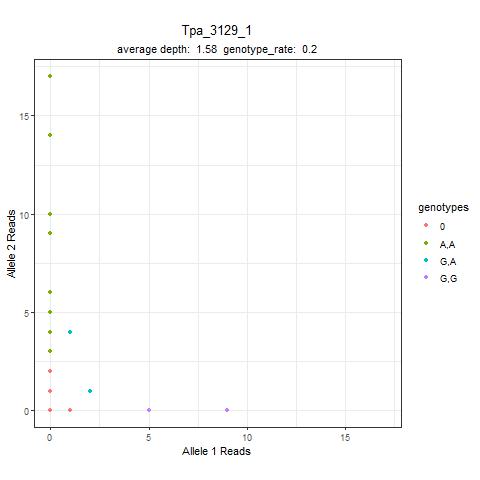 Tpa_3129_1
average depth: 1.58 genotype_rate: 0.2
15
10
5
0
Allele 2 Reads
0 5 10 15
Allele 1 Reads
genotypes
0
A,A
G,A
G,G